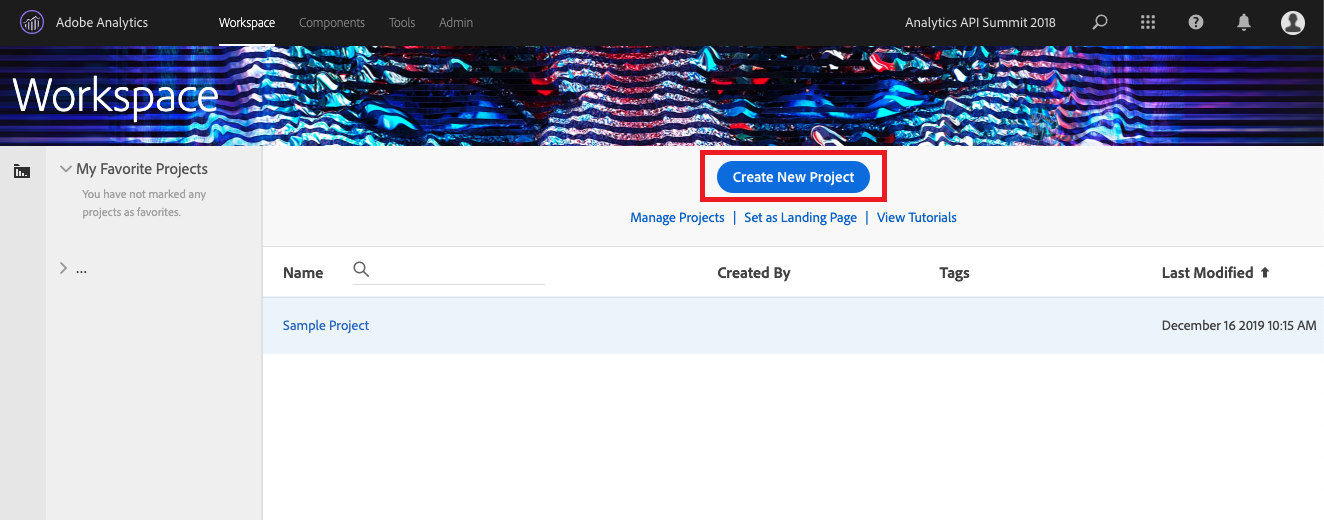 Adobe Analytics Workspace Components Tools Admin Analytics API Summit 2018
Workspace
My Favorite Projects
You have not marked any
projects as favorites.
...
Create New Project
Manage Projects | Set as Landing Page | View Tutorials
Name Created By Tags Last Modified
Sample Project December 16 2019 10:15 AM